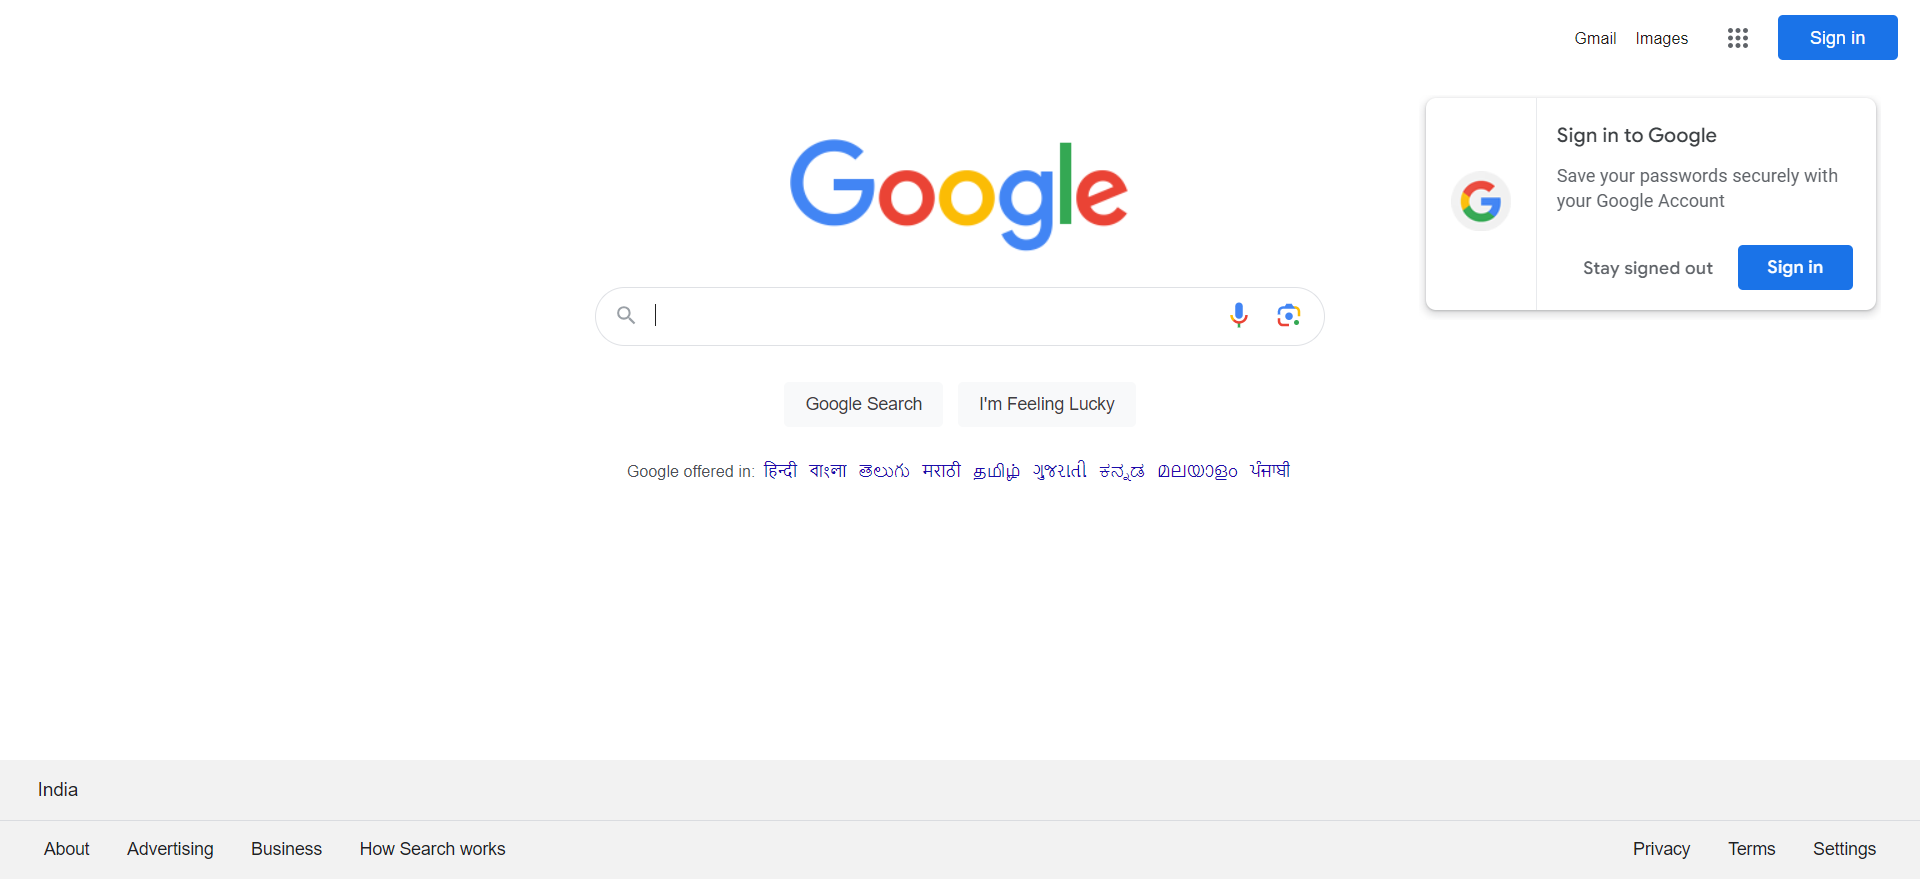 Gmail Images Sign in
Google
Sign in to Google
Save your passwords securely with
your Google Account
Stay signed out Sign in
Google Search I'm Feeling Lucky
Google offered in: हिन्दी বাংলা తెలుగు मराठी தமிழ் ગુજરાતી ಕನ್ನಡ മലയാളം ਪੰਜਾਬੀ
India
About Advertising Business How Search works Privacy Terms Settings